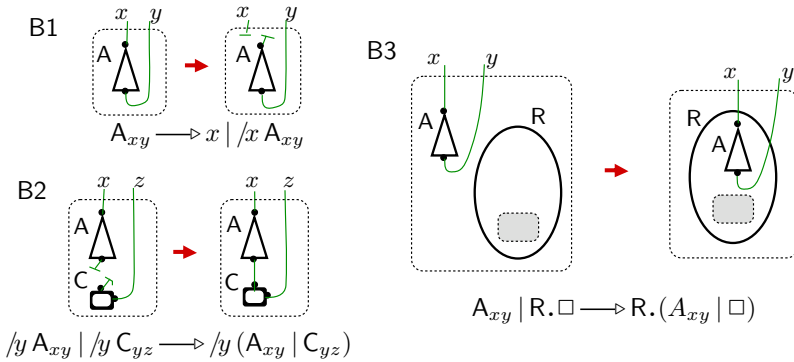 B1
x y x y
A A
A_xy ⟶▷ x | /x A_xy
B2
x z x z
A A
C C
/y A_xy | /y C_yz ⟶▷ /y (A_xy | C_yz)
B3
x y x y
A R R A
A_xy | R.□ ⟶▷ R.(A_xy | □)